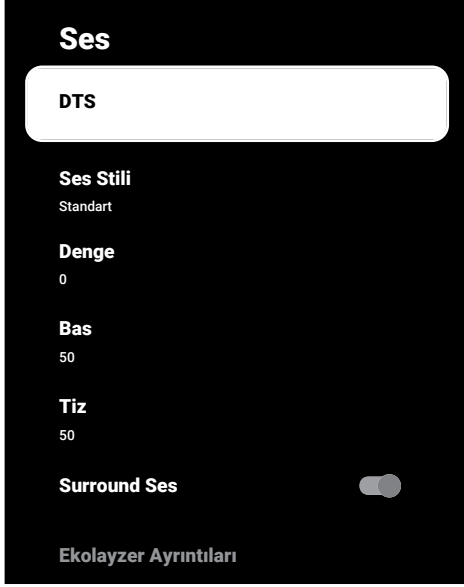 Ses
DTS
Ses Stili
Standart
Denge
0
Bas
50
Tiz
50
Surround Ses
Ekolayzer Ayrıntıları